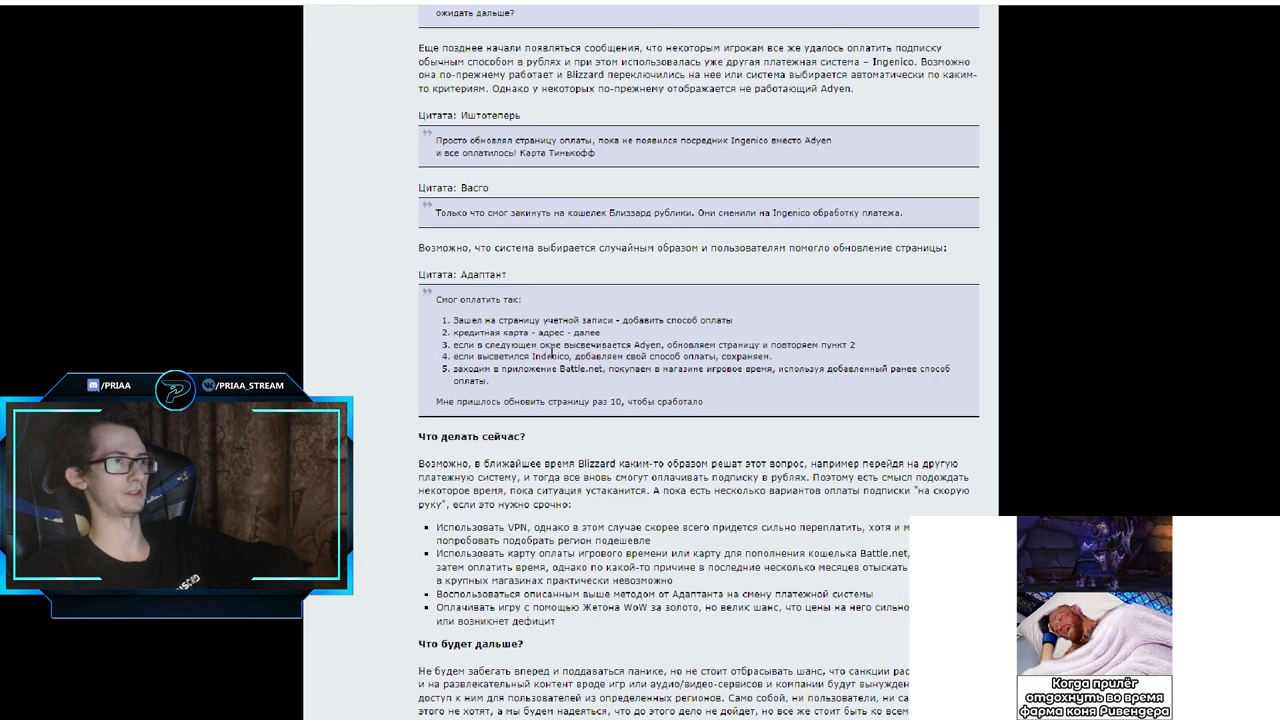 ожидать дальше?
Еще позднее начали появляться сообщения, что некоторым игрокам все же удалось оплатить подписку
обычным способом в рублях и при этом использовалась уже другая платежная система – Ingenico. Возможно
она по-прежнему работает и Blizzard переключились на нее или система выбирается автоматически по каким-
то критериям. Однако у некоторых по-прежнему отображается не работающий Adyen.
Цитата: Иштотеперь
Просто обновлял страницу оплаты, пока не появился посредник Ingenico вместо Adyen
и все оплатилось! Карта Тинькофф
Цитата: Васго
Только что смог закинуть на кошелек Близзард рублики. Они сменили на Ingenico обработку платежа.
Возможно, что система выбирается случайным образом и пользователям помогло обновление страницы:
Цитата: Адаптант
Смог оплатить так:
1. Зашел на страницу учетной записи - добавить способ оплаты
2. кредитная карта - адрес - далее
3. если в следующем окне высвечивается Adyen, обновляем страницу и повторяем пункт 2
4. если высветился Indenico, добавляем свой способ оплаты, сохраняем.
5. заходим в приложение Battle.net, покупаем в магазине игровое время, используя добавленный ранее способ
оплаты.
Мне пришлось обновить страницу раз 10, чтобы сработало
Что делать сейчас?
Возможно, в ближайшее время Blizzard каким-то образом решат этот вопрос, например перейдя на другую
платежную систему, и тогда все вновь смогут оплачивать подписку в рублях. Поэтому есть смысл подождать
некоторое время, пока ситуация устаканится. А пока есть несколько вариантов оплаты подписки "на скорую
руку", если это нужно срочно:
Использовать VPN, однако в этом случае скорее всего придется сильно переплатить, хотя и м
попробовать подобрать регион подешевле
Использовать карту оплаты игрового времени или карту для пополнения кошелька Battle.net,
затем оплатить время, однако по какой-то причине в последние несколько месяцев отыскать
в крупных магазинах практически невозможно
Воспользоваться описанным выше методом от Адаптанта на смену платежной системы
Оплачивать игру с помощью Жетона WoW за золото, но велик шанс, что цены на него сильно
или возникнет дефицит
Что будет дальше?
Не будем забегать вперед и поддаваться панике, но не стоит отбрасывать шанс, что санкции рас
и на развлекательный контент вроде игр или аудио/видео-сервисов и компании будут вынужден
доступ к ним для пользователей из определенных регионов. Само собой, ни пользователи, ни са
этого не хотят, а мы будем надеяться, что до этого дело не дойдет, но все же стоит быть ко всем
/PRIAA
/PRIAA_STREAM
Когда прилёг
отдохнуть во время
фарма коня Ривендера